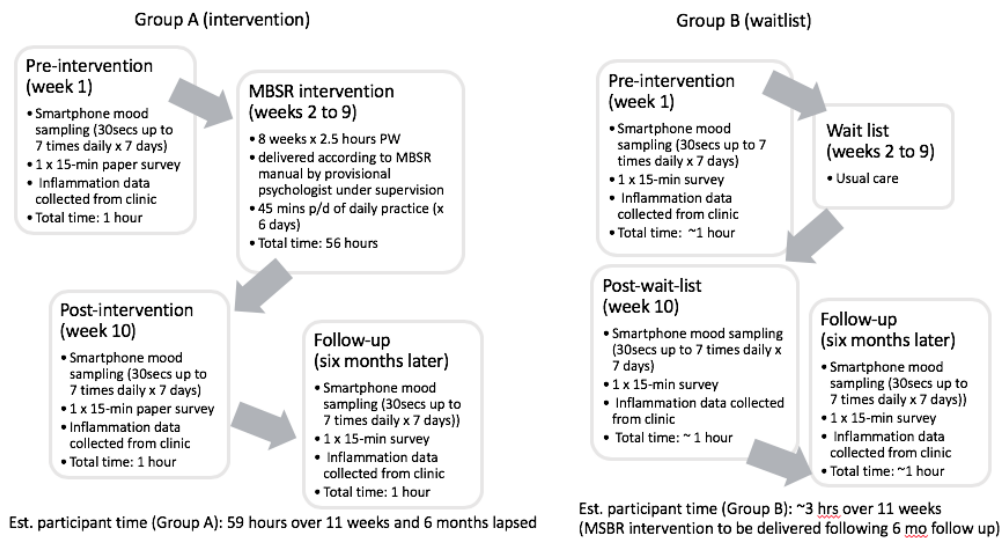 Group A (intervention)
Pre-intervention
(week 1)
• Smartphone mood
sampling (30secs up to
7 times daily x 7 days)
• 1 x 15-min paper survey
• Inflammation data
collected from clinic
• Total time: 1 hour
MBSR intervention
(weeks 2 to 9)
• 8 weeks x 2.5 hours PW
• delivered according to MBSR
manual by provisional
psychologist under supervision
• 45 mins p/d of daily practice (x
6 days)
• Total time: 56 hours
Post-intervention
(week 10)
• Smartphone mood
sampling (30secs up to
7 times daily x 7 days)
• 1 x 15-min paper survey
• Inflammation data
collected from clinic
• Total time: 1 hour
Follow-up
(six months later)
• Smartphone mood
sampling (30secs up to
7 times daily x 7 days))
• 1 x 15-min survey
• Inflammation data
collected from clinic
• Total time: 1 hour
Est. participant time (Group A): 59 hours over 11 weeks and 6 months lapsed
Group B (waitlist)
Pre-intervention
(week 1)
• Smartphone mood
sampling (30secs up to 7
times daily x 7 days)
• 1 x 15-min survey
• Inflammation data
collected from clinic
• Total time: ~1 hour
Wait list
(weeks 2 to 9)
• Usual care
Post-wait-list
(week 10)
• Smartphone mood sampling
(30secs up to 7 times daily x
7 days)
• 1 x 15-min survey
• Inflammation data collected
from clinic
• Total time: ~ 1 hour
Follow-up
(six months later)
• Smartphone mood
sampling (30secs up to
7 times daily x 7 days))
• 1 x 15-min survey
• Inflammation data
collected from clinic
• Total time: ~1 hour
Est. participant time (Group B): ~3 hrs over 11 weeks
(MSBR intervention to be delivered following 6 mo follow up)